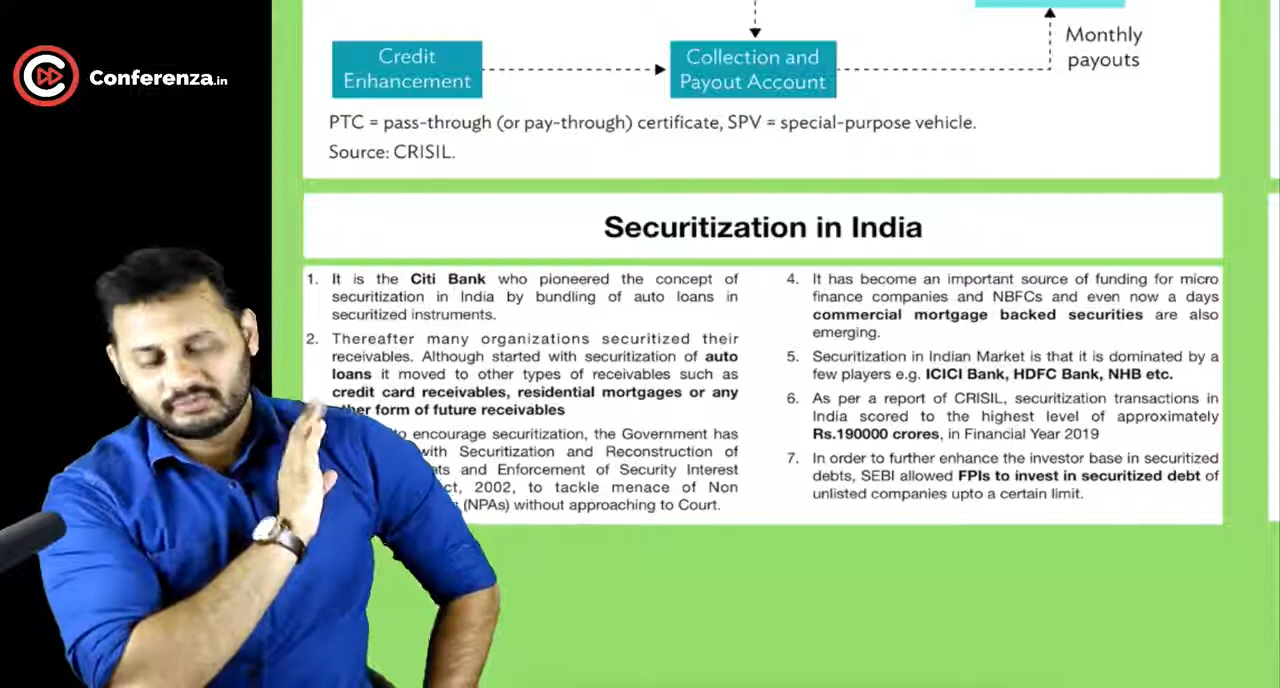 Conferenza.in
Credit
Enhancement
Collection and
Payout Account
Monthly
payouts
PTC = pass-through (or pay-through) certificate, SPV = special-purpose vehicle.
Source: CRISIL.
Securitization in India
1. It is the Citi Bank who pioneered the concept of
securitization in India by bundling of auto loans in
securitized instruments.
2. Thereafter many organizations securitized their
receivables. Although started with securitization of auto
loans it moved to other types of receivables such as
credit card receivables, residential mortgages or any
other form of future receivables
to encourage securitization, the Government has
with Securitization and Reconstruction of
and Enforcement of Security Interest
2002, to tackle menace of Non
(NPAs) without approaching to Court.
4. It has become an important source of funding for micro
finance companies and NBFCs and even now a days
commercial mortgage backed securities are also
emerging.
5. Securitization in Indian Market is that it is dominated by a
few players e.g. ICICI Bank, HDFC Bank, NHB etc.
6. As per a report of CRISIL, securitization transactions in
India scored to the highest level of approximately
Rs.190000 crores, in Financial Year 2019
7. In order to further enhance the investor base in securitized
debts, SEBI allowed FPIs to invest in securitized debt of
unlisted companies upto a certain limit.